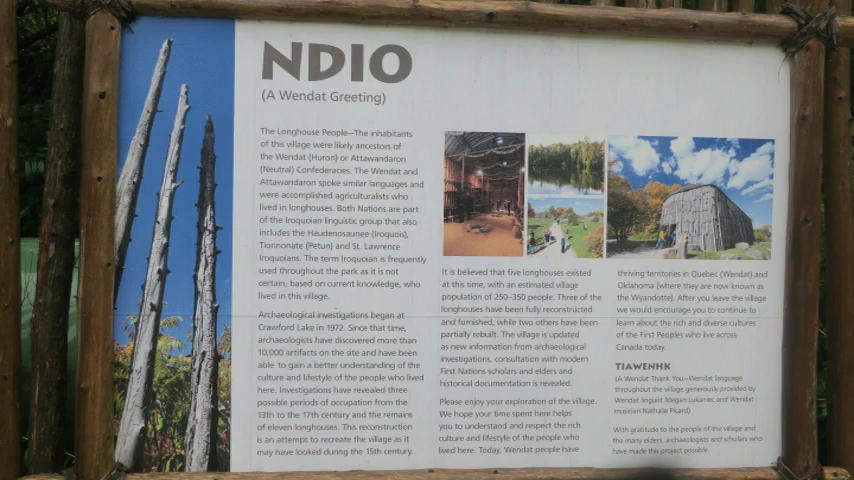 NDIO
(A Wendat Greeting)
The Longhouse People—The inhabitants
of this village were likely ancestors of
the Wendat (Huron) or Attawandaron
(Neutral) Confederacies. The Wendat and
Attawandaron spoke similar languages and
were accomplished agriculturalists who
lived in longhouses. Both Nations are part
of the Iroquoian linguistic group that also
includes the Haudenosaunee (Iroquois),
Tionnonate (Petun) and St. Lawrence
Iroquoians. The term Iroquoian is frequently
used throughout the park as it is not
certain, based on current knowledge, who
lived in this village.
Archaeological investigations began at
Crawford Lake in 1972. Since that time,
archaeologists have discovered more than
10,000 artifacts on the site and have been
able to gain a better understanding of the
culture and lifestyle of the people who lived
here. Investigations have revealed three
possible periods of occupation from the
13th to the 17th century and the remains
of eleven longhouses. This reconstruction
is an attempt to recreate the village as it
may have looked during the 15th century.
It is believed that five longhouses existed
at this time, with an estimated village
population of 250–350 people. Three of the
longhouses have been fully reconstructed
and furnished, while two others have been
partially rebuilt. The village is updated
as new information from archaeological
investigations, consultation with modern
First Nations scholars and elders and
historical documentation is revealed.
Please enjoy your exploration of the village.
We hope your time spent here helps
you to understand and respect the rich
culture and lifestyle of the people who
lived here. Today, Wendat people have
thriving territories in Quebec (Wendat) and
Oklahoma (where they are now known as
the Wyandotte). After you leave the village
we would encourage you to continue to
learn about the rich and diverse cultures
of the First Peoples who live across
Canada today.
TIAWENHK
(A Wendat Thank You—Wendat language
throughout the village generously provided by
Wendat linguist Megan Lukaniec and Wendat
musician Nathalie Picard)
With gratitude to the people of the village and
the many elders, archaeologists and scholars who
have made this project possible.